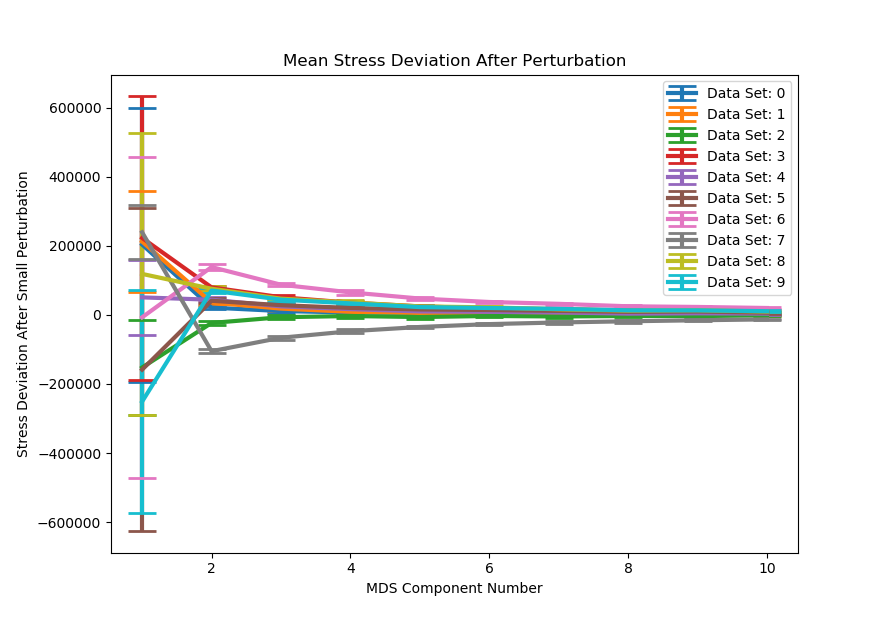 Mean Stress Deviation After Perturbation
Stress Deviation After Small Perturbation
600000
400000
200000
0
−200000
−400000
−600000
Data Set: 0
Data Set: 1
Data Set: 2
Data Set: 3
Data Set: 4
Data Set: 5
Data Set: 6
Data Set: 7
Data Set: 8
Data Set: 9
2
4
6
8
10
MDS Component Number